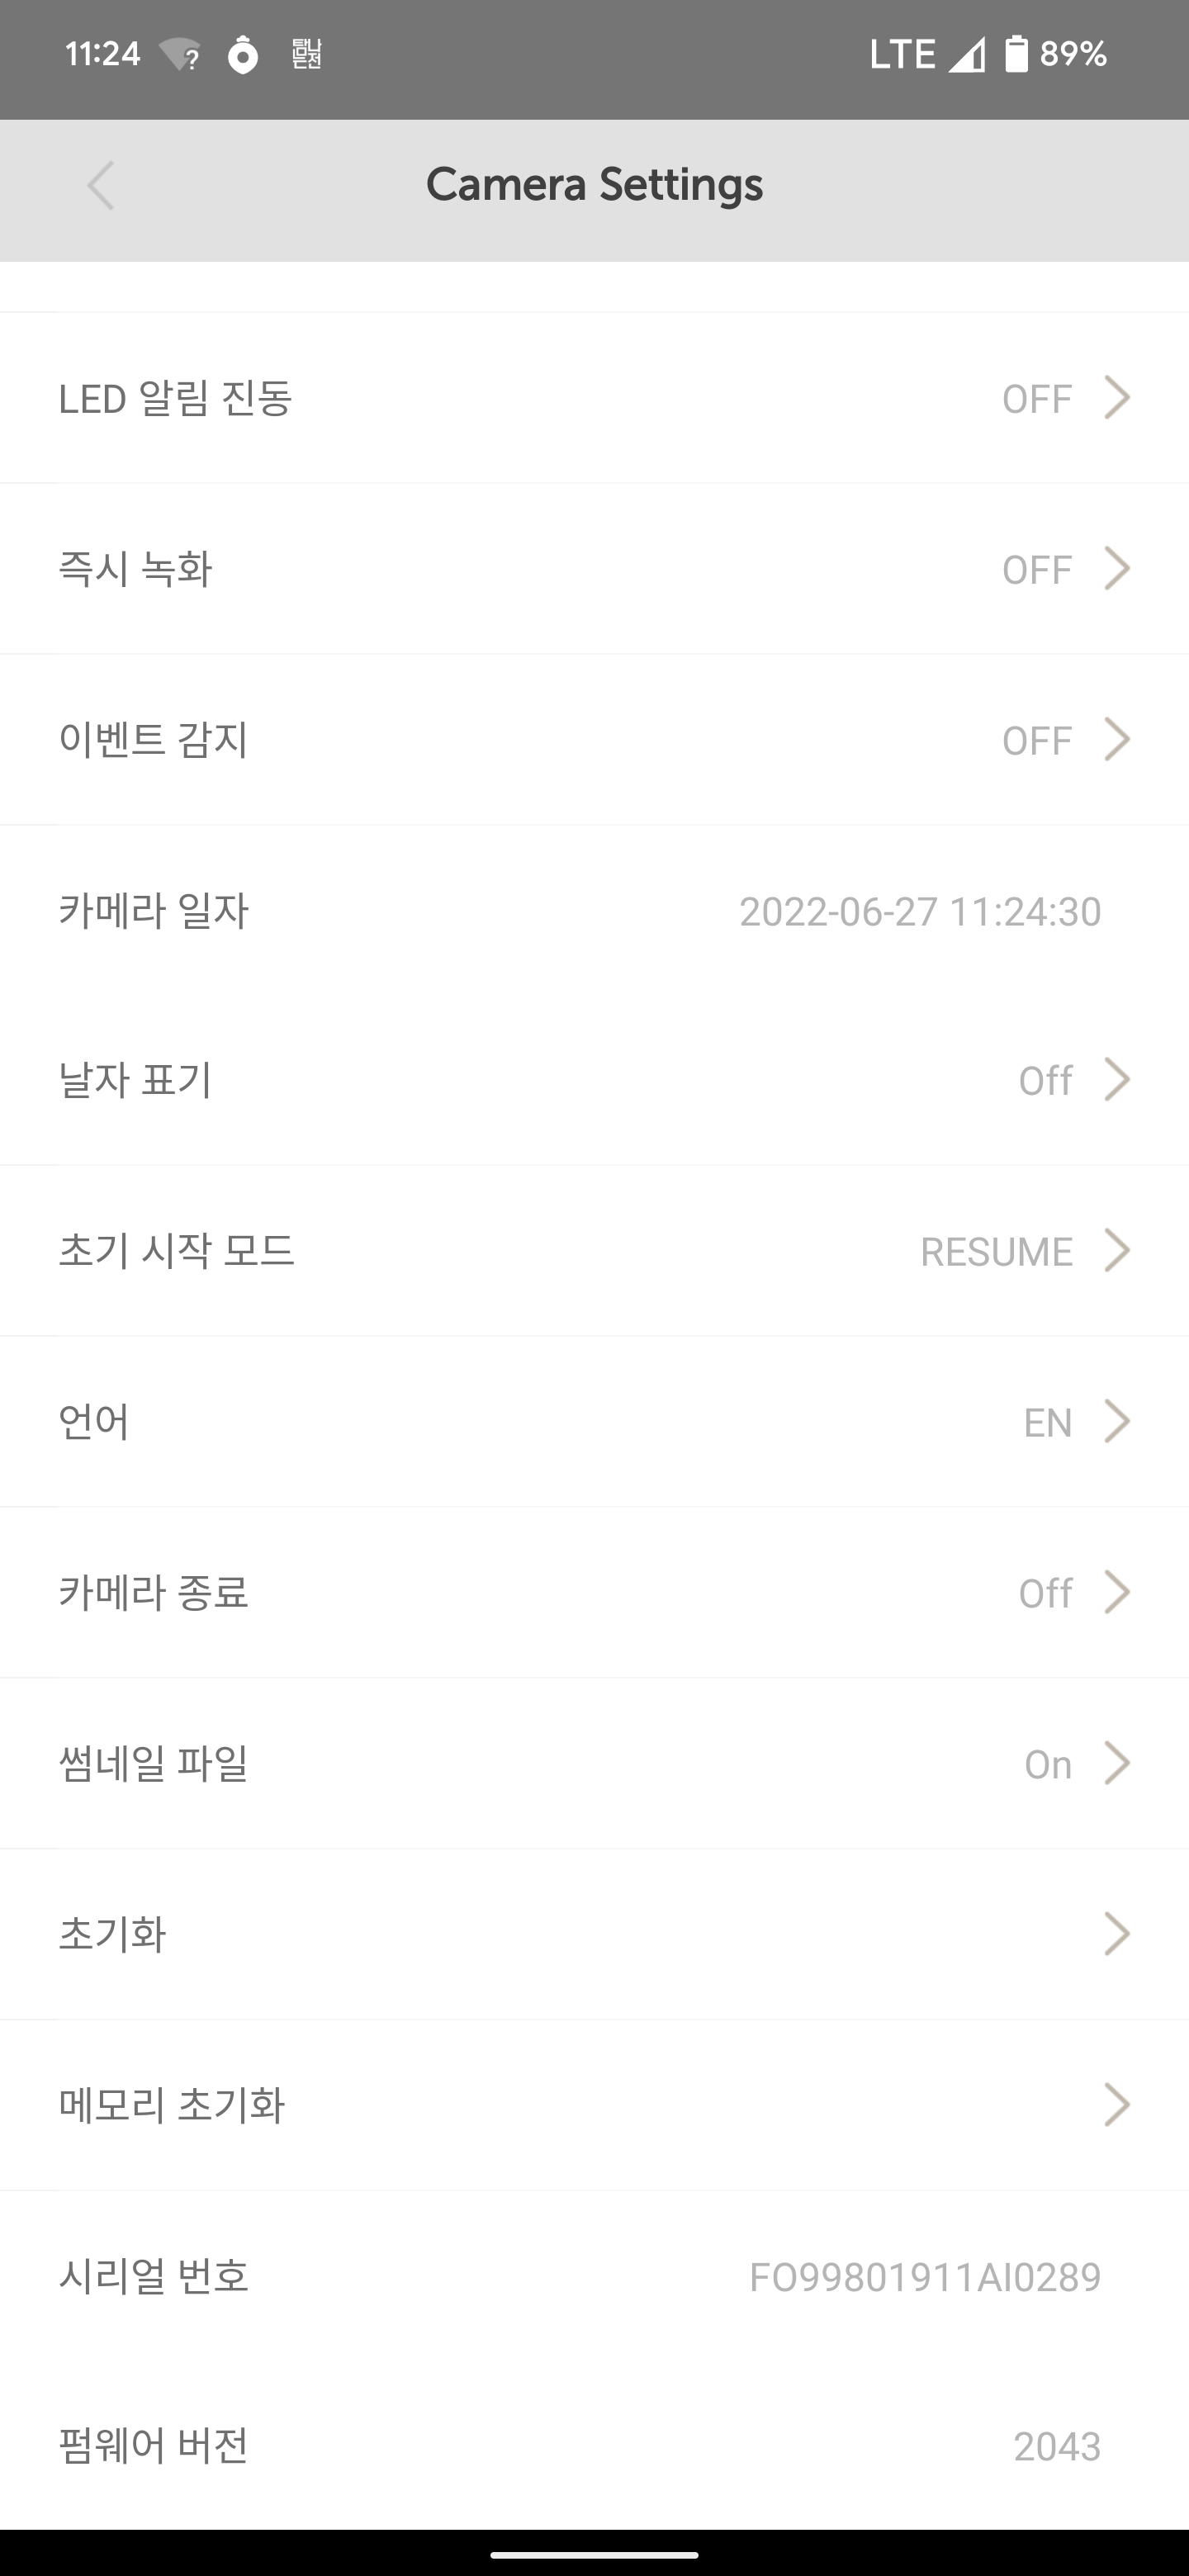 11:24 ? 탐나는전 LTE 89%
Camera Settings
LED 알림 진동 OFF
즉시 녹화 OFF
이벤트 감지 OFF
카메라 일자 2022-06-27 11:24:30
날자 표기 Off
초기 시작 모드 RESUME
언어 EN
카메라 종료 Off
썸네일 파일 On
초기화
메모리 초기화
시리얼 번호 FO99801911AI0289
펌웨어 버전 2043